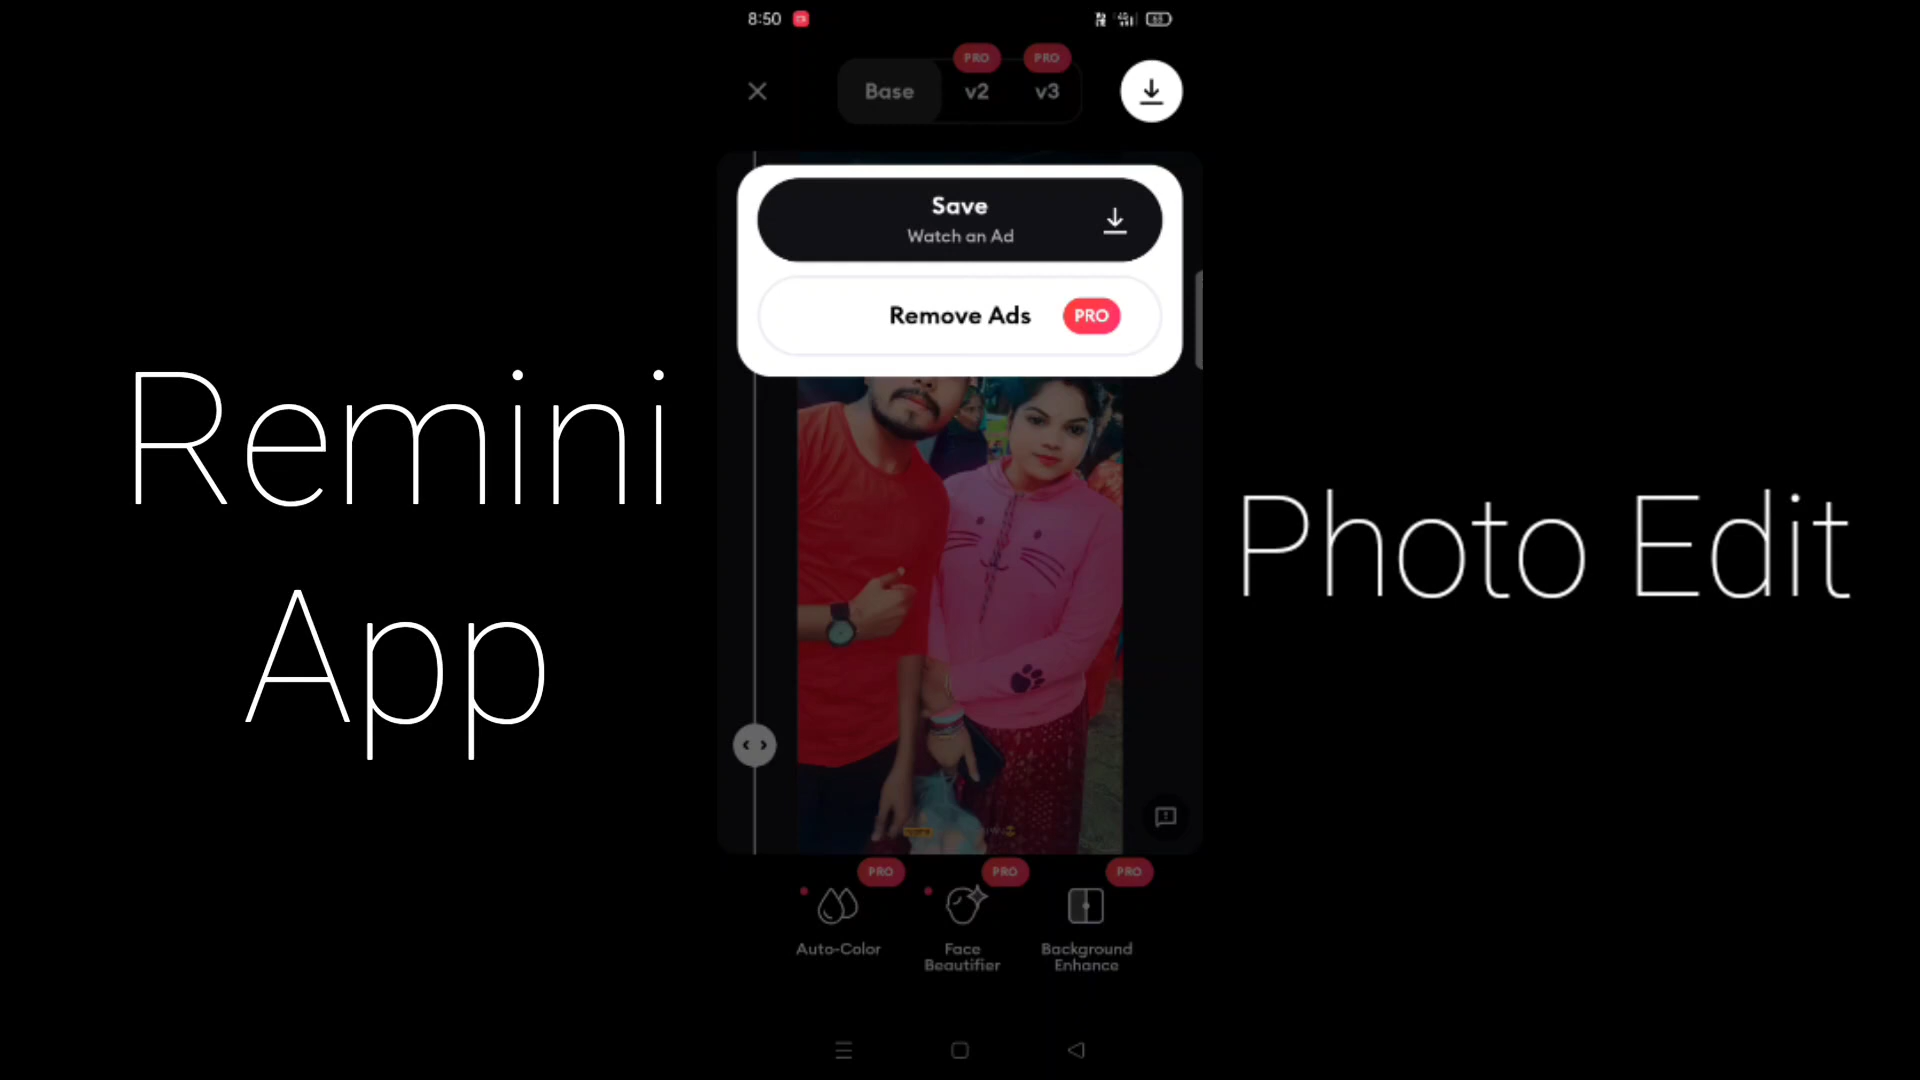 8:50
PRO PRO
Base v2 v3
Save
Watch an Ad
Remove Ads PRO
Remini
App
Photo Edit
PRO PRO PRO
Auto-Color
Face
Beautifier
Background
Enhance